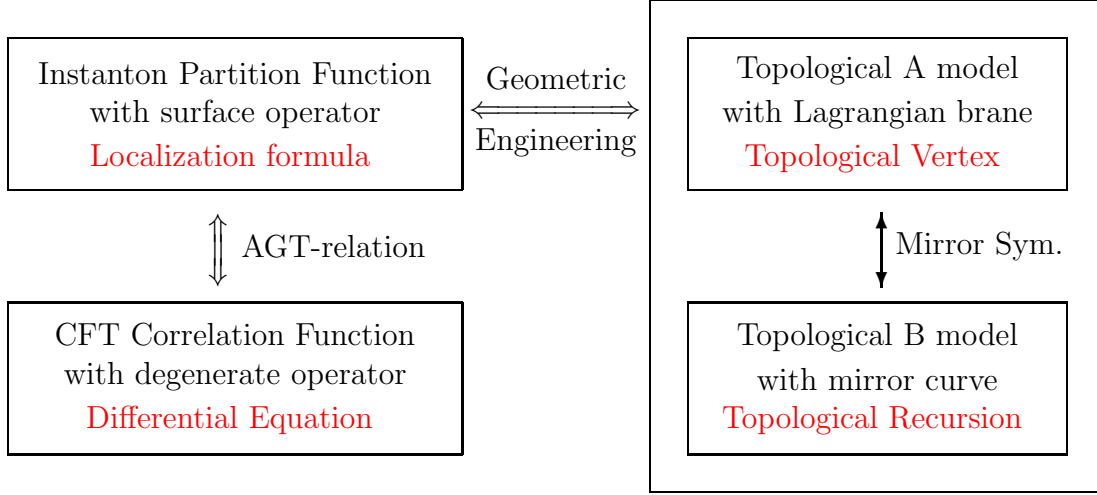 Instanton Partition Function
with surface operator
Localization formula
Geometric
Engineering
Topological A model
with Lagrangian brane
Topological Vertex
AGT-relation
Mirror Sym.
CFT Correlation Function
with degenerate operator
Differential Equation
Topological B model
with mirror curve
Topological Recursion